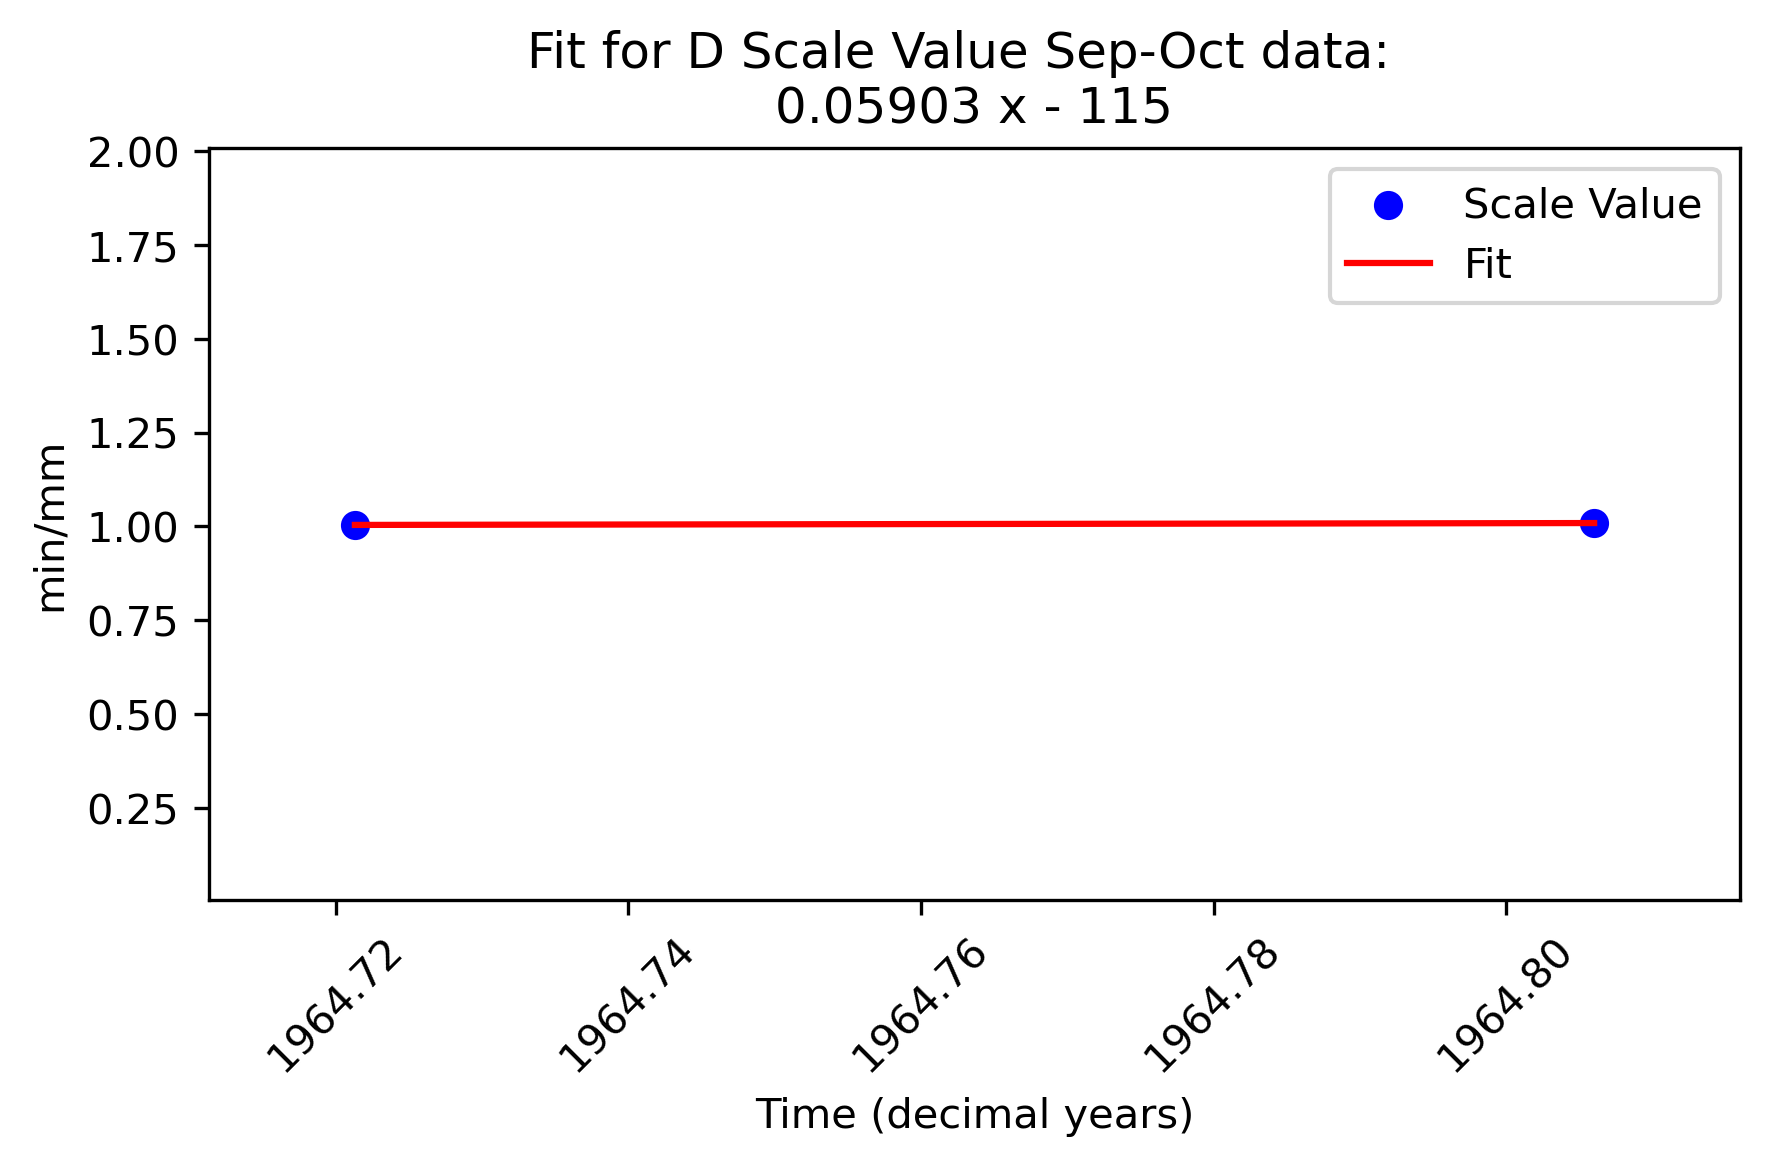 Fit for D Scale Value Sep-Oct data:
0.05903 x - 115
2.00
1.75
1.50
1.25
1.00
0.75
0.50
0.25
min/mm
Scale Value
Fit
1964.72
1964.74
1964.76
1964.78
1964.80
Time (decimal years)